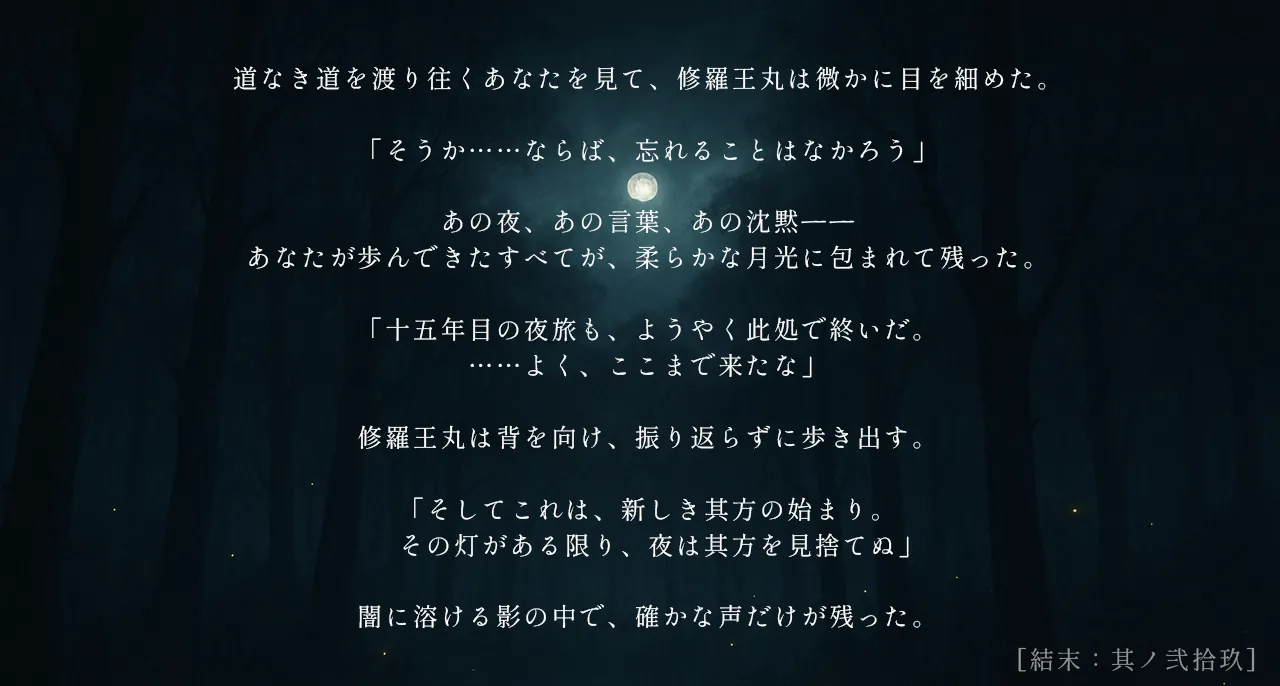 道なき道を渡り往くあなたを見て、修羅王丸は微かに目を細めた。
「そうか……ならば、忘れることはなかろう」
あの夜、あの言葉、あの沈黙――
あなたが歩んできたすべてが、柔らかな月光に包まれて残った。
「十五年目の夜旅も、ようやく此処で終いだ。
……よく、ここまで来たな」
修羅王丸は背を向け、振り返らずに歩き出す。
「そしてこれは、新しき其方の始まり。
その灯がある限り、夜は其方を見捨てぬ」
闇に溶ける影の中で、確かな声だけが残った。
[結末：其ノ弐拾玖]